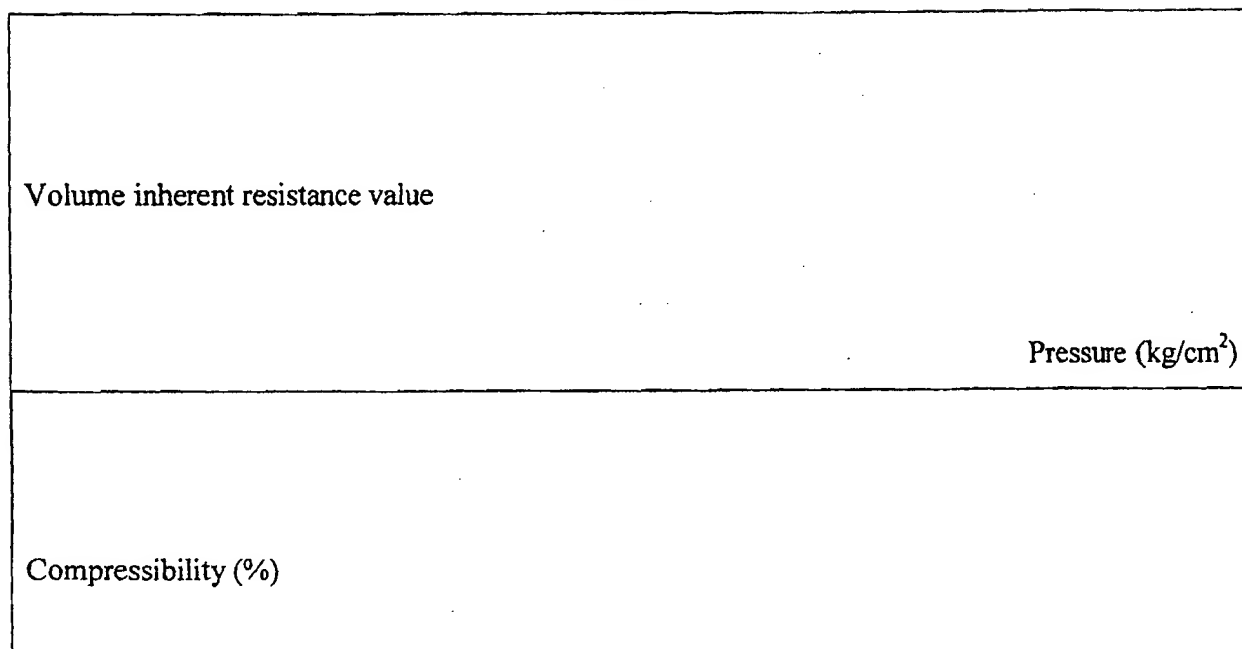 Volume inherent resistance value
Pressure (kg/cm²)
Compressibility (%)